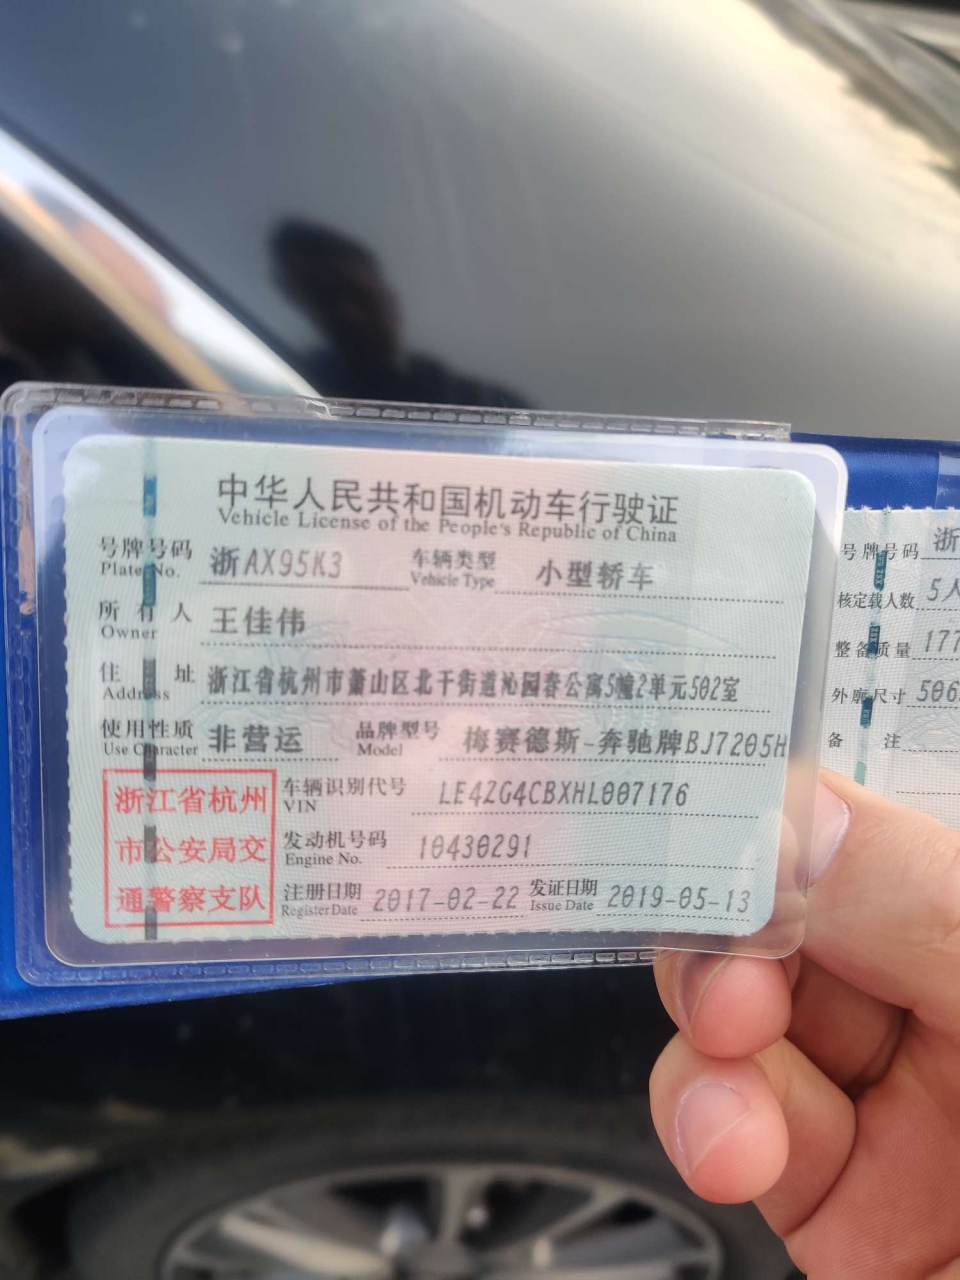 中华人民共和国机动车行驶证
Vehicle License of the People's Republic of China
号牌号码 浙AX95K3 车辆类型 小型轿车
Plate No. Vehicle Type
所有人 王佳伟
Owner
住址 浙江省杭州市萧山区北干街道沁园春公寓5幢2单元502室
Address
使用性质 非营运 品牌型号 梅赛德斯-奔驰牌BJ7205H
Use Character Model
浙江省杭州
市公安局交
通警察支队
车辆识别代号 LE4ZG4CBXHL007176
VIN
发动机号码 10430291
Engine No.
注册日期 2017-02-22 发证日期 2019-05-13
Register Date Issue Date
号牌号码 浙
核定载人数 5人
整备质量 177
外廓尺寸 506
备注